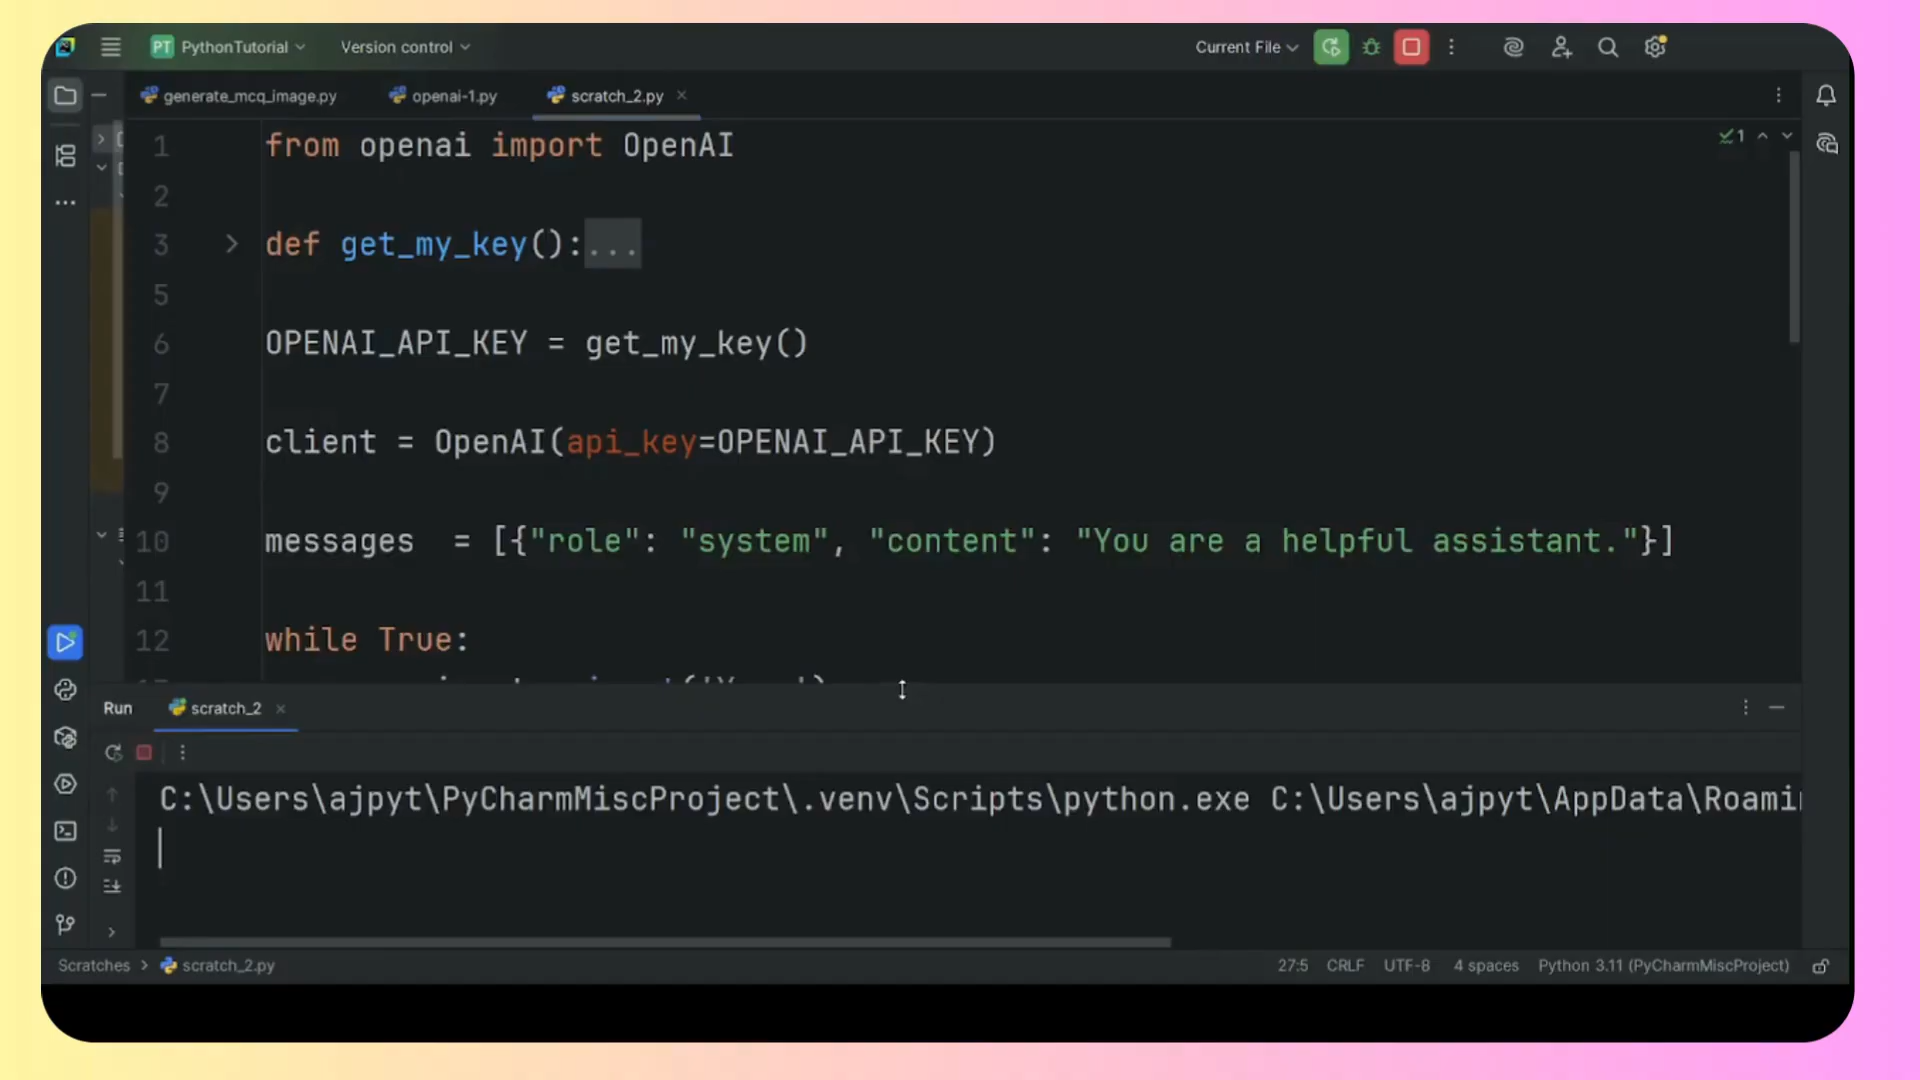 PT PythonTutorial Version control Current File
generate_mcq_image.py openai-1.py scratch_2.py
1 from openai import OpenAI
1
2
3 def get_my_key():...
5
6 OPENAI_API_KEY = get_my_key()
7
8 client = OpenAI(api_key=OPENAI_API_KEY)
9
10 messages  = [{"role": "system", "content": "You are a helpful assistant."}]
11
12 while True:
Run scratch_2
C:\Users\ajpyt\PyCharmMiscProject\.venv\Scripts\python.exe C:\Users\ajpyt\AppData\Roami
Scratches > scratch_2.py 27:5 CRLF UTF-8 4 spaces Python 3.11 (PyCharmMiscProject)